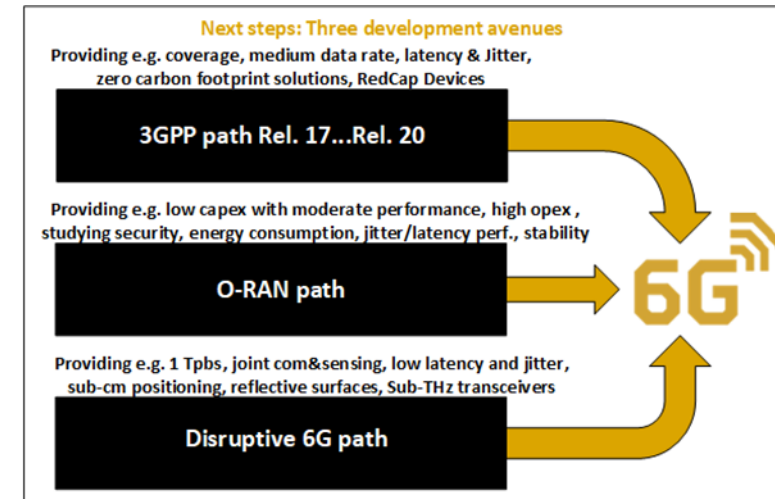 Next steps: Three development avenues
Providing e.g. coverage, medium data rate, latency & Jitter,
zero carbon footprint solutions, RedCap Devices
3GPP path Rel. 17...Rel. 20
Providing e.g. low capex with moderate performance, high opex ,
studying security, energy consumption, jitter/latency perf., stability
O-RAN path
6G
Providing e.g. 1 Tpbs, joint com&sensing, low latency and jitter,
sub-cm positioning, reflective surfaces, Sub-THz transceivers
Disruptive 6G path